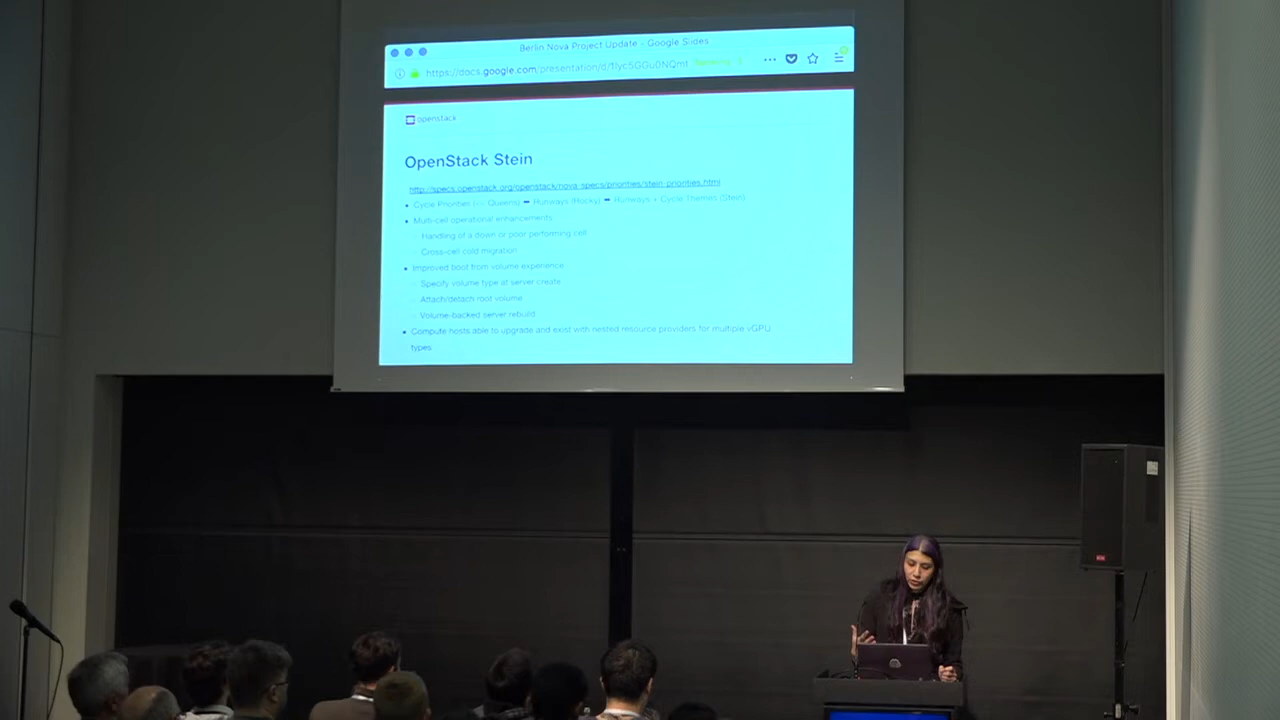 Berlin Nova Project Update - Google Slides
https://docs.google.com/presentation/d/1lyc5GGu0NQmt
openstack
OpenStack Stein
http://specs.openstack.org/openstack/nova-specs/priorities/stein-priorities.html
Cycle Priorities (<= Queens) ➡ Runways (Rocky) ➡ Runways + Cycle Themes (Stein)
Multi-cell operational enhancements
Handling of a down or poor performing cell
Cross-cell cold migration
Improved boot from volume experience
Specify volume type at server create
Attach/detach root volume
Volume-backed server rebuild
Compute hosts able to upgrade and exist with nested resource providers for multiple vGPU
types